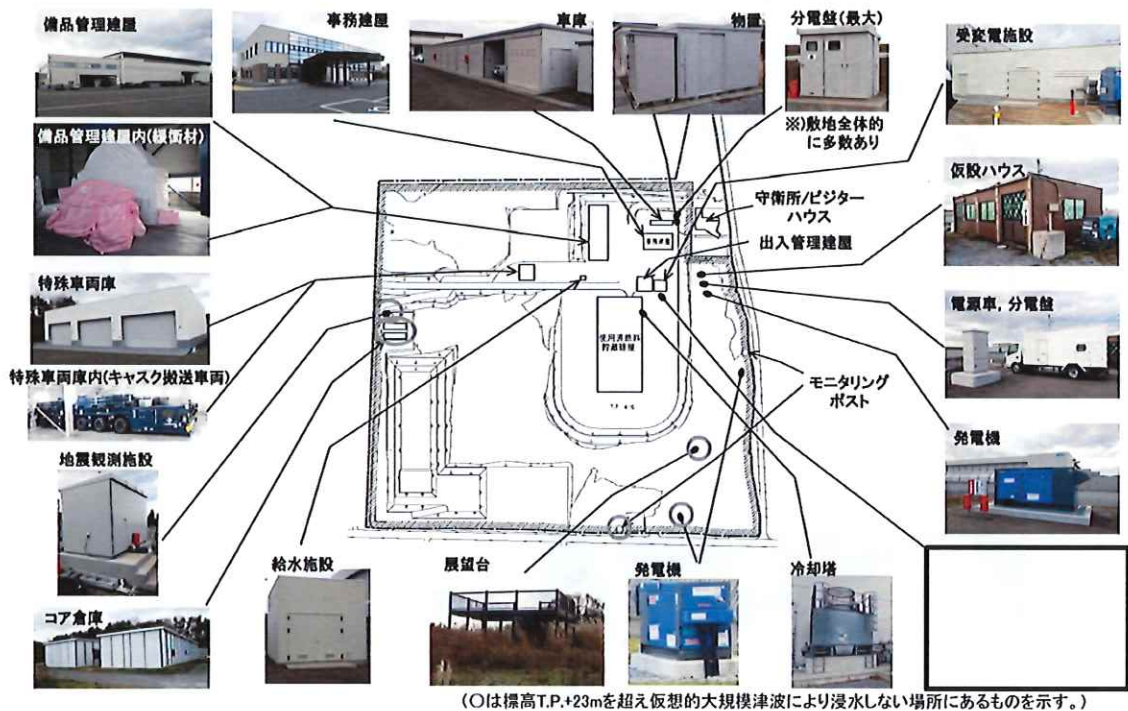 備品管理建屋
事務建屋
車庫
物置
分電盤(最大)
※)敷地全体的
に多数あり
受変電施設
備品管理建屋内(緩衝材)
仮設ハウス
守衛所/ビジター
ハウス
出入管理建屋
事務建屋
特殊車両庫
使用済燃料
貯蔵建屋
電源車，分電盤
特殊車両庫内(キャスク搬送車両)
モニタリング
ポスト
地震観測施設
発電機
給水施設
展望台
発電機
冷却塔
コア倉庫
(○は標高T.P.+23mを超え仮想的大規模津波により浸水しない場所にあるものを示す。)